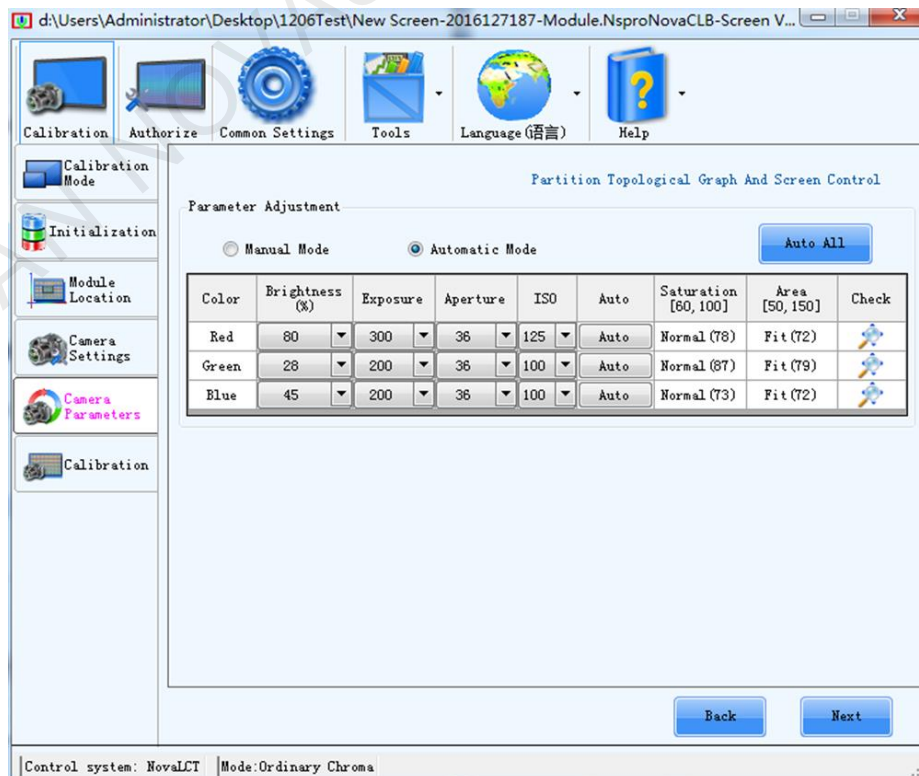 d:\Users\Administrator\Desktop\1206Test\New Screen-2016127187-Module.NsproNovaCLB-Screen V...
Calibration Authorize Common Settings Tools Language(语言) Help
Calibration
Mode
Initialization
Module
Location
Camera
Settings
Camera
Parameters
Calibration
Partition Topological Graph And Screen Control
Parameter Adjustment
Manual Mode Automatic Mode Auto All
Color Brightness (%) Exposure Aperture ISO Auto Saturation [60, 100] Area [50, 150] Check
Red 80 300 36 125 Auto Normal(78) Fit(72)
Green 28 200 36 100 Auto Normal(87) Fit(79)
Blue 45 200 36 100 Auto Normal(73) Fit(72)
Back Next
Control system: NovaLCT Mode:Ordinary Chroma